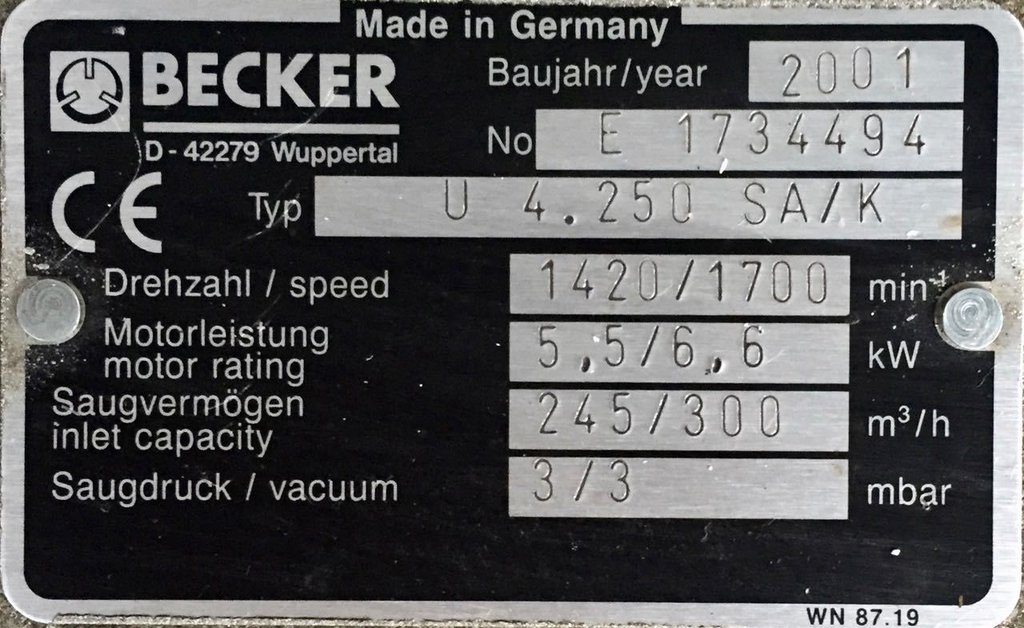 Made in Germany
BECKER
D - 42279 Wuppertal
Baujahr/year 2001
No E 1734494
CE
Typ U 4.250 SA/K
Drehzahl / speed 1420/1700 min-1
Motorleistung
motor rating 5,5/6,6 kW
Saugvermögen
inlet capacity 245/300 m³/h
Saugdruck / vacuum 3/3 mbar
WN 87.19